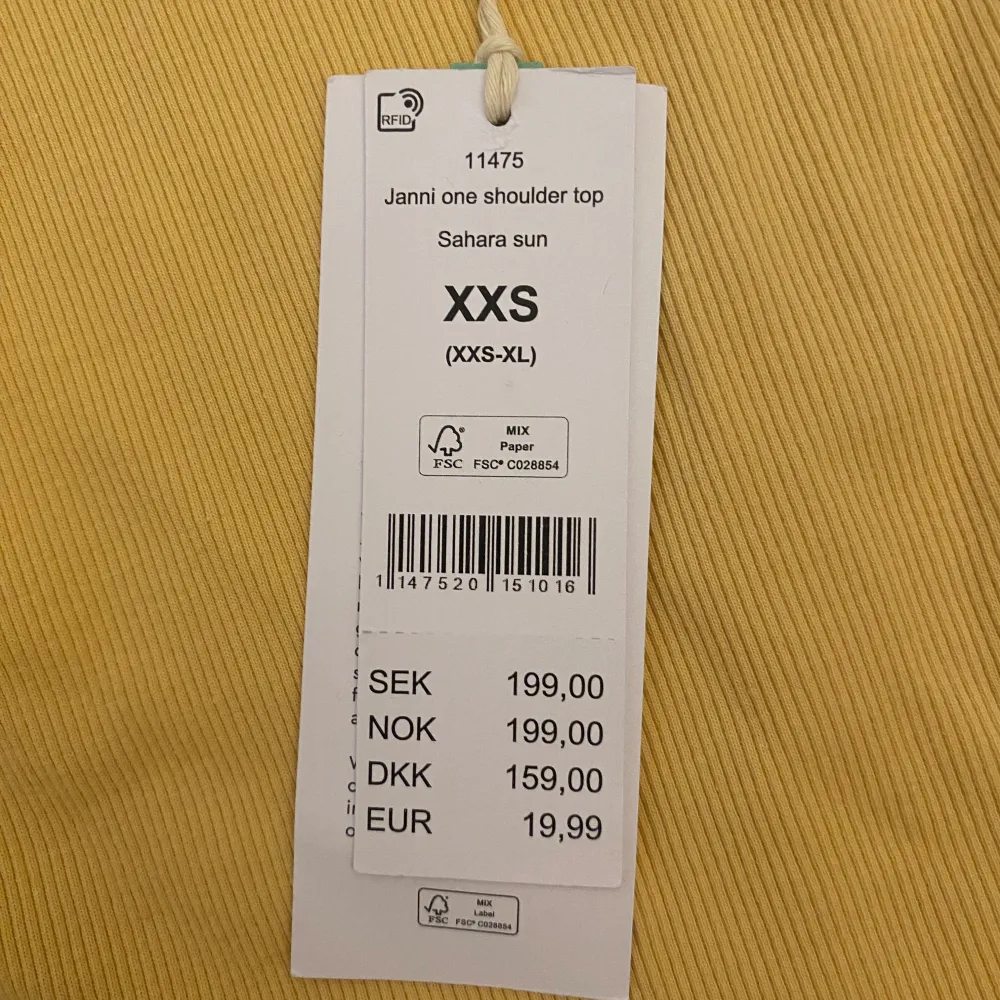 RFID
11475
Janni one shoulder top
Sahara sun
XXS
(XXS-XL)
MIX
Paper
FSC® C028854
FSC
1 147520 151016
SEK 199,00
NOK 199,00
DKK 159,00
EUR 19,99
MIX
Label
FSC® C028854
FSC